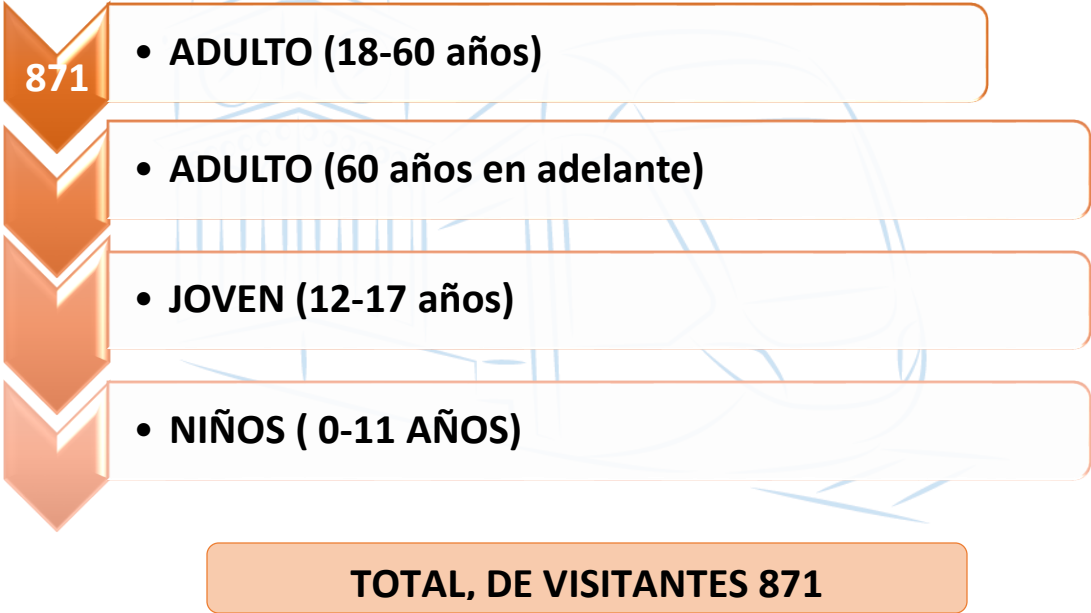 871
• ADULTO (18-60 años)
• ADULTO (60 años en adelante)
• JOVEN (12-17 años)
• NIÑOS ( 0-11 AÑOS)
TOTAL, DE VISITANTES 871